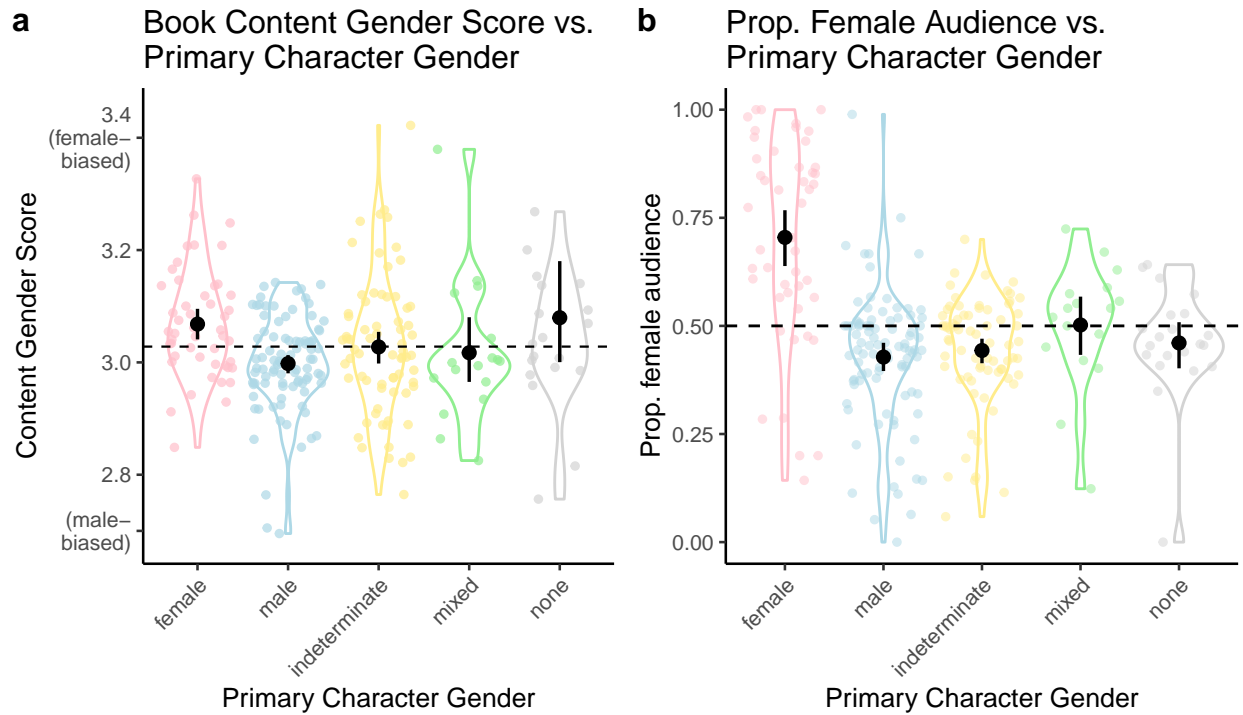 a
Book Content Gender Score vs.
Primary Character Gender
3.4
(female−
biased)
3.2
3.0
2.8
(male−
biased)
Content Gender Score
female
male
indeterminate
mixed
none
Primary Character Gender
b
Prop. Female Audience vs.
Primary Character Gender
1.00
0.75
0.50
0.25
0.00
Prop. female audience
female
male
indeterminate
mixed
none
Primary Character Gender